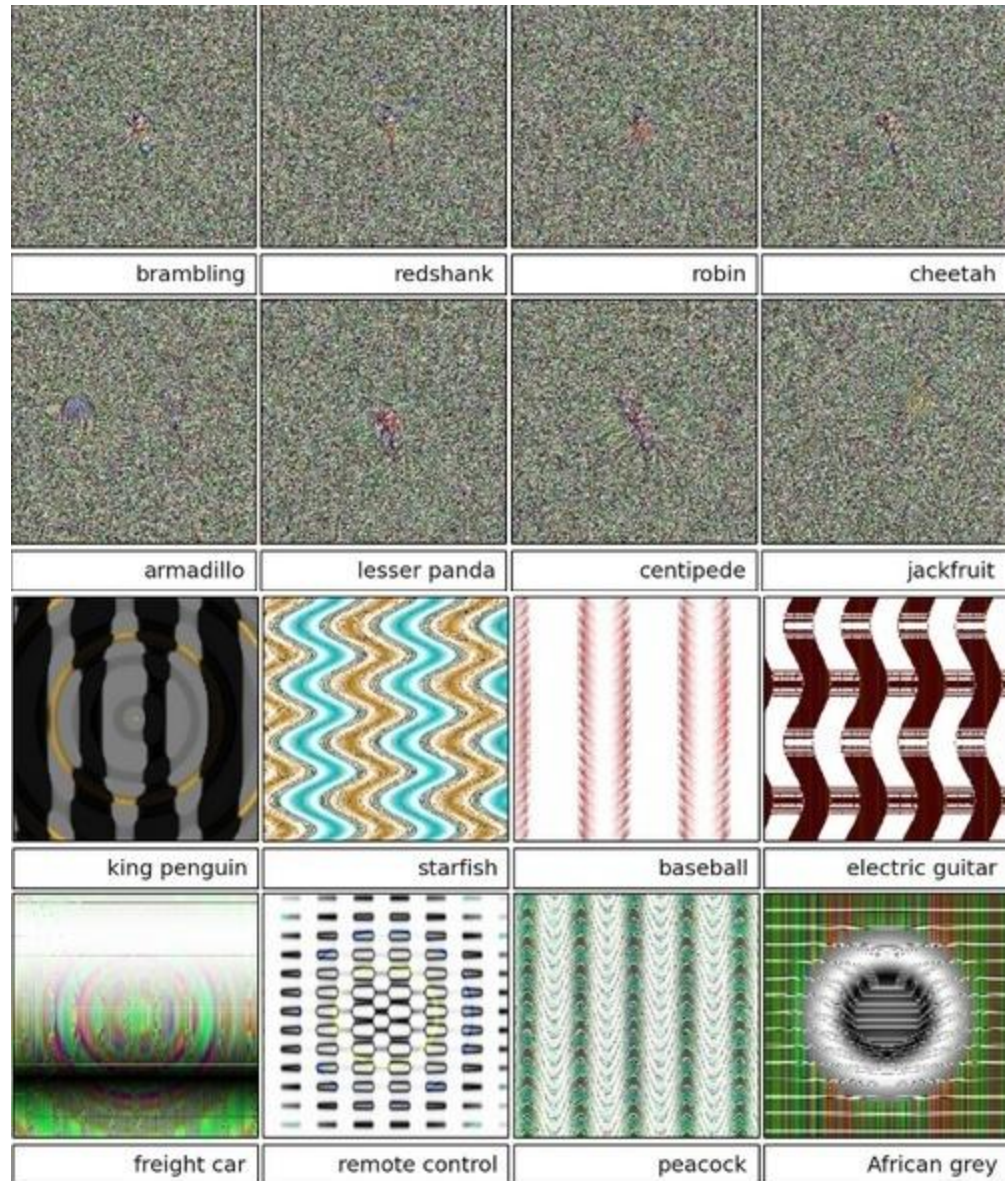 brambling
redshank
robin
cheetah
armadillo
lesser panda
centipede
jackfruit
king penguin
starfish
baseball
electric guitar
freight car
remote control
peacock
African grey